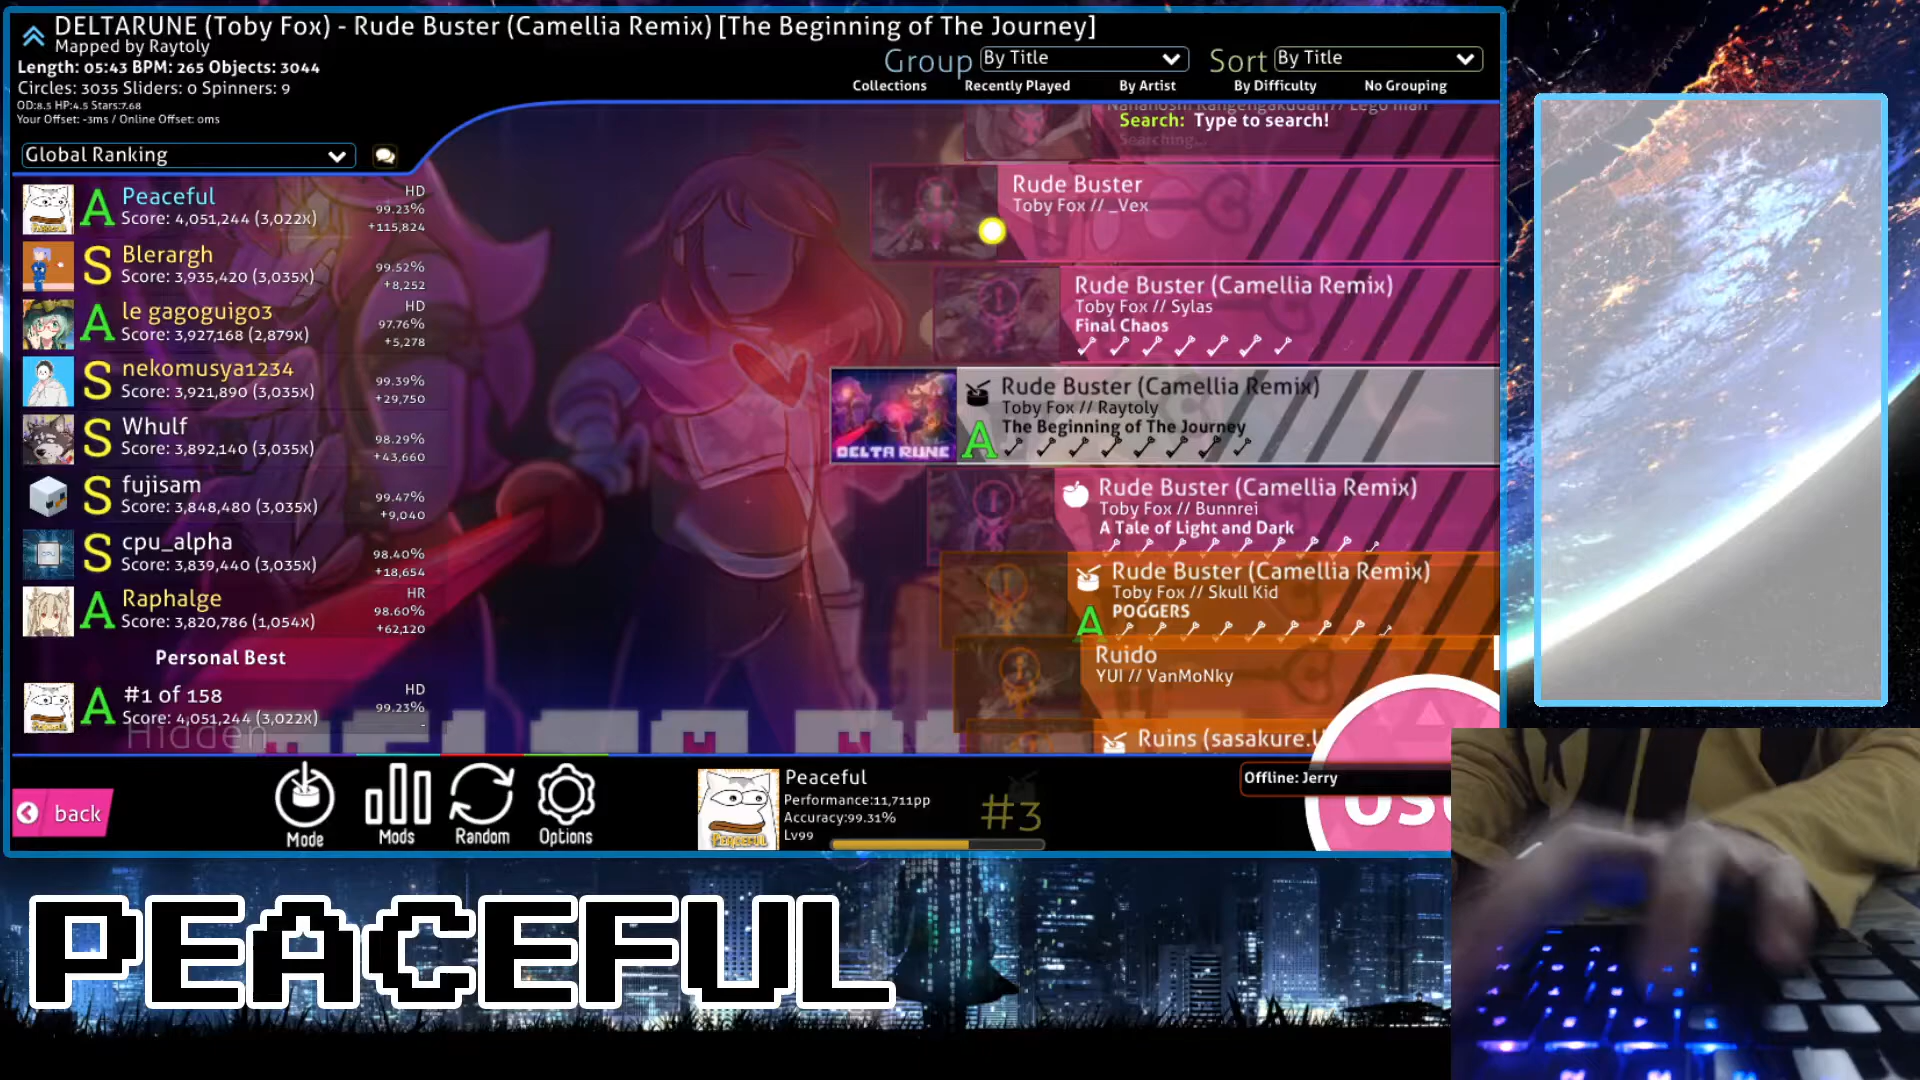 DELTARUNE (Toby Fox) - Rude Buster (Camellia Remix) [The Beginning of The Journey]
Mapped by Raytoly
Length: 05:43 BPM: 265 Objects: 3044
Circles: 3035 Sliders: 0 Spinners: 9
OD:8.5 HP:4.5 Stars:7.68
Your Offset: -3ms / Online Offset: 0ms
Group By Title
Sort By Title
Collections Recently Played By Artist By Difficulty No Grouping
Global Ranking
Search: Type to search!
Searching...
Peaceful HD
Score: 4,051,244 (3,022x) 99.23%
+115,824
Blerargh
Score: 3,935,420 (3,035x) 99.52%
+8,252
le gagoguigo3 HD
Score: 3,927,168 (2,879x) 97.76%
+5,278
nekomusya1234
Score: 3,921,890 (3,035x) 99.39%
+29,750
Whulf
Score: 3,892,140 (3,035x) 98.29%
+43,660
fujisam
Score: 3,848,480 (3,035x) 99.47%
+9,040
cpu_alpha
Score: 3,839,440 (3,035x) 98.40%
+18,654
Raphalge HR
Score: 3,820,786 (1,054x) 98.60%
+62,120
Personal Best
#1 of 158 HD
Score: 4,051,244 (3,022x) 99.23%
-
Hidden
A
S
A
S
S
S
S
A
A
Rude Buster
Toby Fox // _Vex
Rude Buster (Camellia Remix)
Toby Fox // Sylas
Final Chaos
Rude Buster (Camellia Remix)
Toby Fox // Raytoly
A The Beginning of The Journey
DELTA RUNE
Rude Buster (Camellia Remix)
Toby Fox // Bunnrei
A Tale of Light and Dark
Rude Buster (Camellia Remix)
Toby Fox // Skull Kid
A POGGERS
Ruido
YUI // VanMoNky
Ruins (sasakure.U
back
Mode
Mods
Random
Options
Peaceful
Performance:11,711pp
Accuracy:99.31%
Lv99
#3
PEACEFUL
Offline: Jerry
PEACEFUL